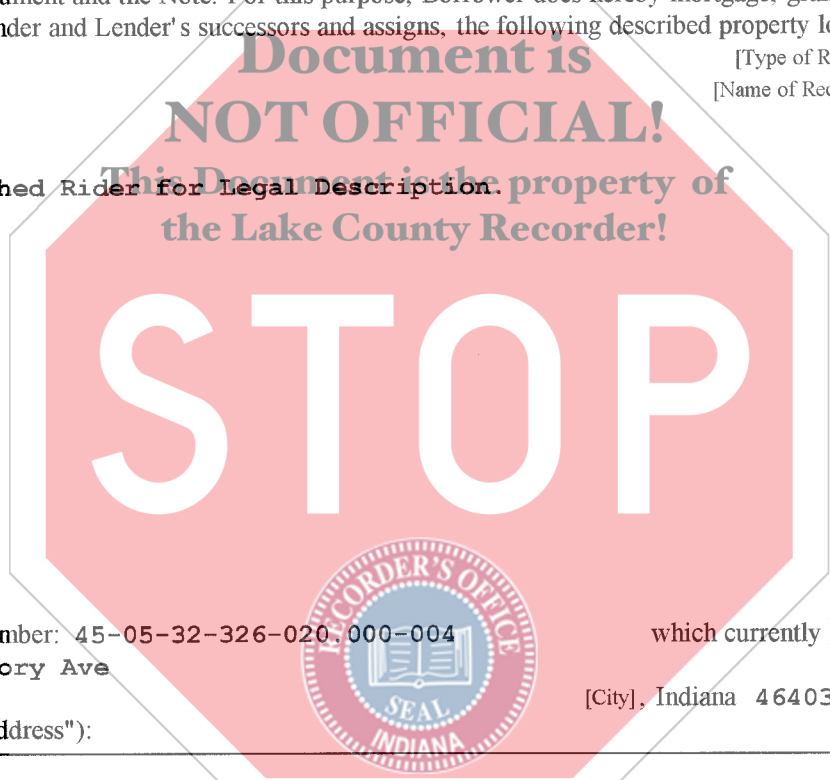 ument and the Note. For this purpose, Borrower does hereby mortgage, gra
nder and Lender's successors and assigns, the following described property lo
Document is
[Type of R
[Name of Rec
NOT OFFICIAL!
hed Rider for Legal Description.
This Document is the property of
the Lake County Recorder!
STOP
RECORDER'S OFFICE
SEAL
INDIANA
mber: 45-05-32-326-020.000-004 which currently
ory Ave
[City], Indiana 46403
ddress"):